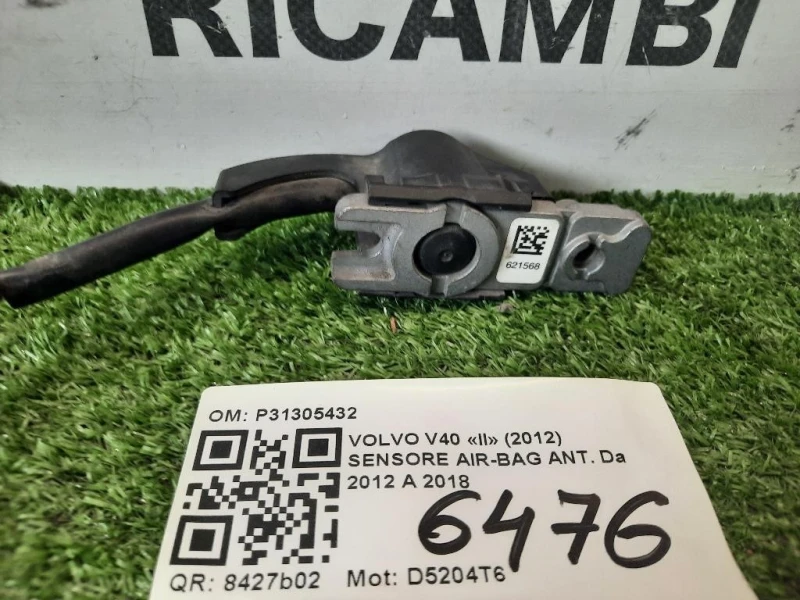 RICAMBI
621568
OM: P31305432
VOLVO V40 «II» (2012)
SENSORE AIR-BAG ANT. Da
2012 A 2018
6476
QR: 8427b02 Mot: D5204T6